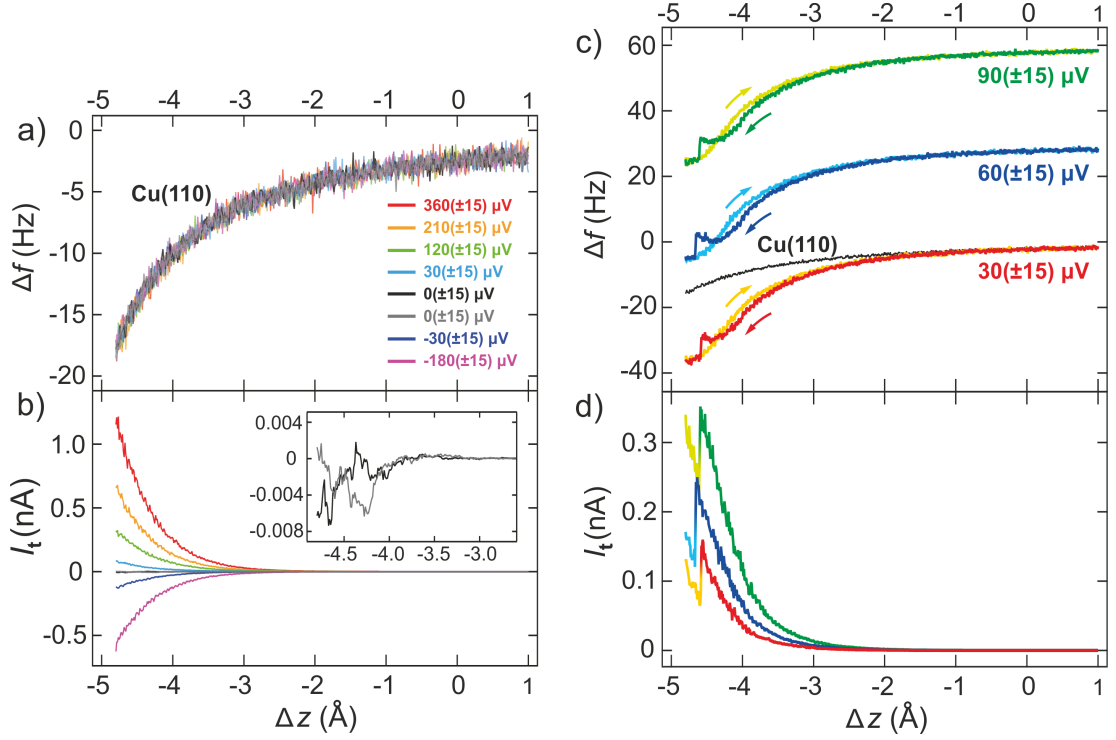 -5 -4 -3 -2 -1 0 1
a)
0
-5
-10
-15
-20
Δf (Hz)
Cu(110)
360(±15) µV
210(±15) µV
120(±15) µV
30(±15) µV
0(±15) µV
0(±15) µV
-30(±15) µV
-180(±15) µV
b)
1.0
0.5
0
-0.5
It (nA)
0.004
0
-0.004
-0.008
-4.5 -4.0 -3.5 -3.0
-5 -4 -3 -2 -1 0 1
Δz (Å)
-5 -4 -3 -2 -1 0 1
c)
60
40
20
0
-20
-40
Δf (Hz)
90(±15) µV
60(±15) µV
Cu(110)
30(±15) µV
d)
0.3
0.2
0.1
0
It (nA)
-5 -4 -3 -2 -1 0 1
Δz (Å)